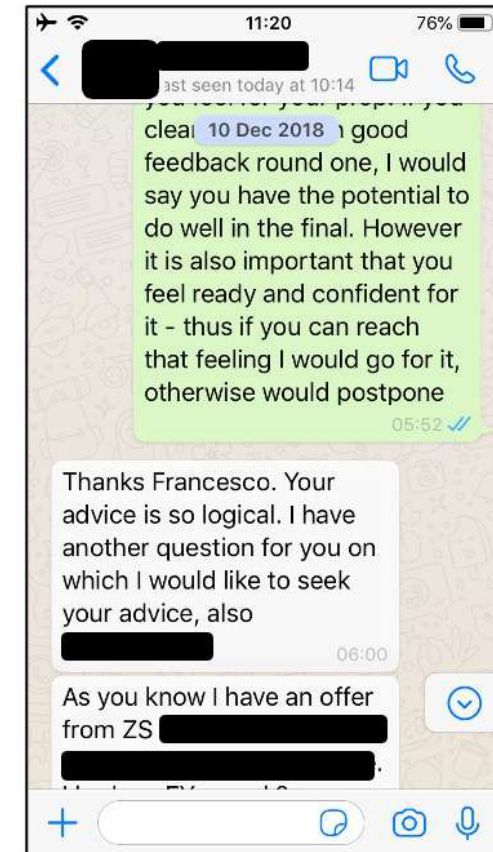 11:20
76%
ast seen today at 10:14
10 Dec 2018
clear
good
feedback round one, I would
say you have the potential to
do well in the final. However
it is also important that you
feel ready and confident for
it - thus if you can reach
that feeling I would go for it,
otherwise would postpone
05:52
Thanks Francesco. Your
advice is so logical. I have
another question for you on
which I would like to seek
your advice, also
06:00
As you know I have an offer
from ZS
.